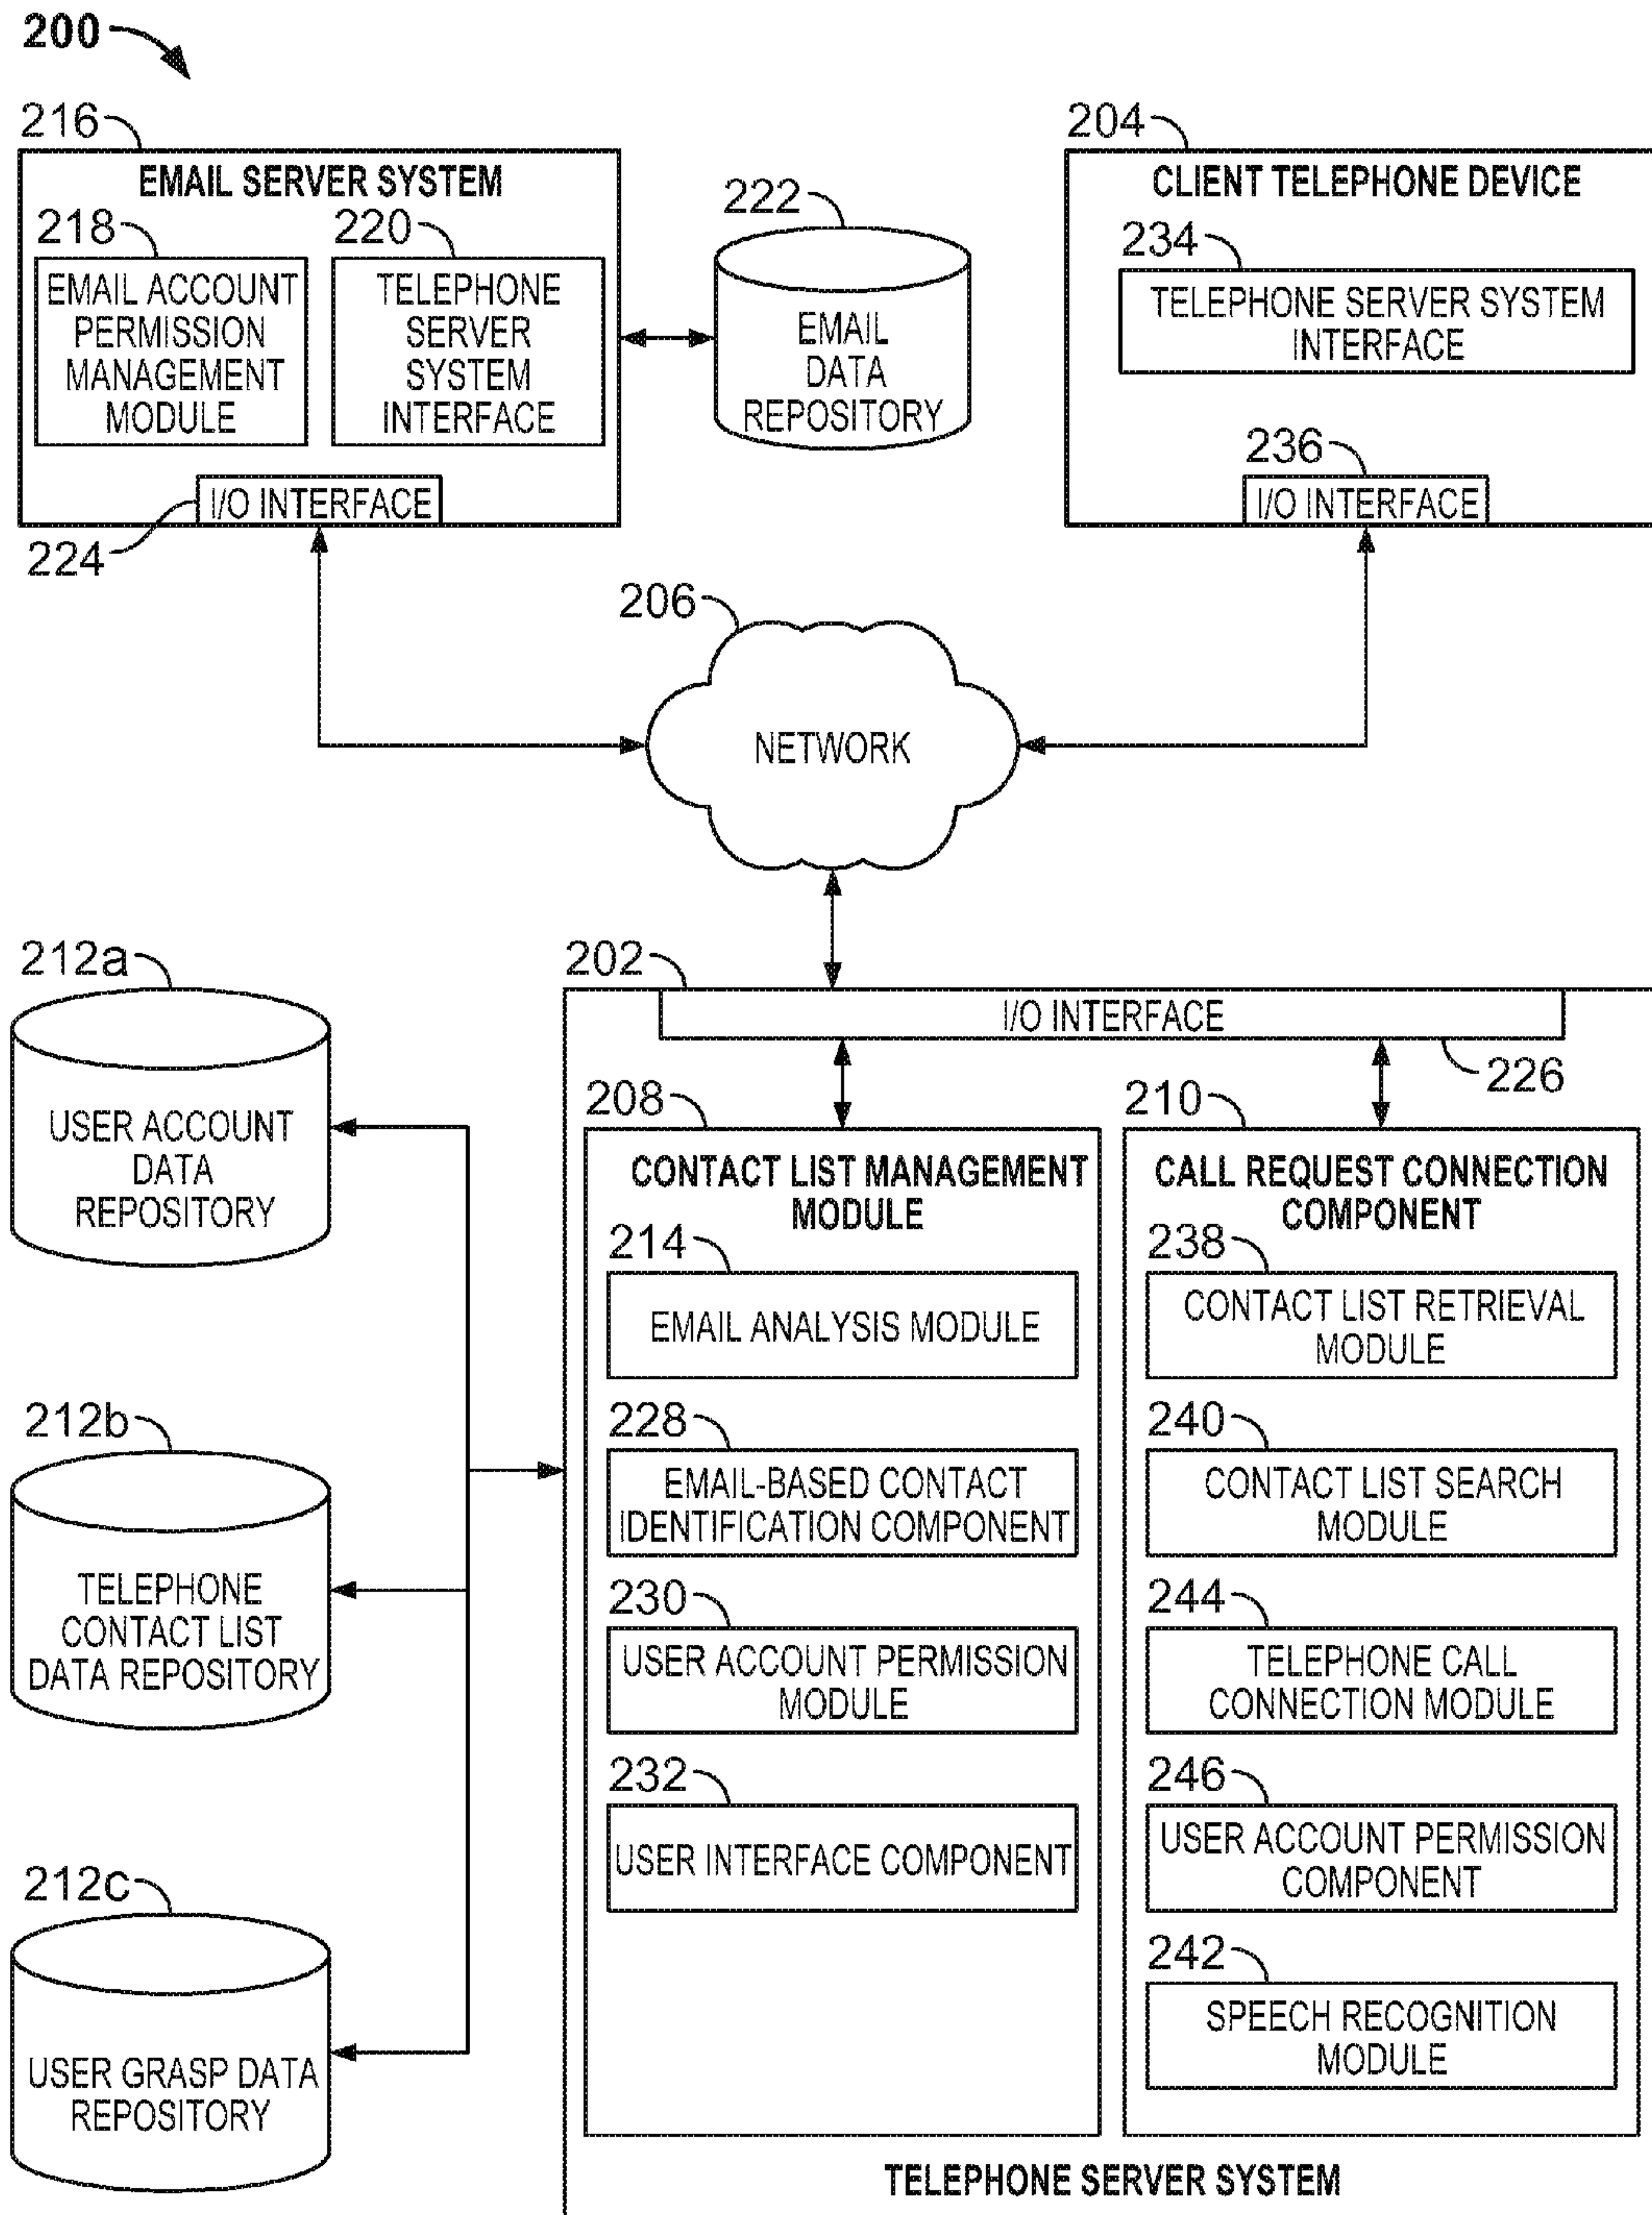 200
216
EMAIL SERVER SYSTEM
218
EMAIL ACCOUNT
PERMISSION
MANAGEMENT
MODULE
220
TELEPHONE
SERVER
SYSTEM
INTERFACE
I/O INTERFACE
224
222
EMAIL
DATA
REPOSITORY
204
CLIENT TELEPHONE DEVICE
234
TELEPHONE SERVER SYSTEM
INTERFACE
236
I/O INTERFACE
206
NETWORK
212a
USER ACCOUNT
DATA
REPOSITORY
212b
TELEPHONE
CONTACT LIST
DATA REPOSITORY
212c
USER GRASP DATA
REPOSITORY
202
I/O INTERFACE
226
208
CONTACT LIST MANAGEMENT
MODULE
214
EMAIL ANALYSIS MODULE
228
EMAIL-BASED CONTACT
IDENTIFICATION COMPONENT
230
USER ACCOUNT PERMISSION
MODULE
232
USER INTERFACE COMPONENT
210
CALL REQUEST CONNECTION
COMPONENT
238
CONTACT LIST RETRIEVAL
MODULE
240
CONTACT LIST SEARCH
MODULE
244
TELEPHONE CALL
CONNECTION MODULE
246
USER ACCOUNT PERMISSION
COMPONENT
242
SPEECH RECOGNITION
MODULE
TELEPHONE SERVER SYSTEM